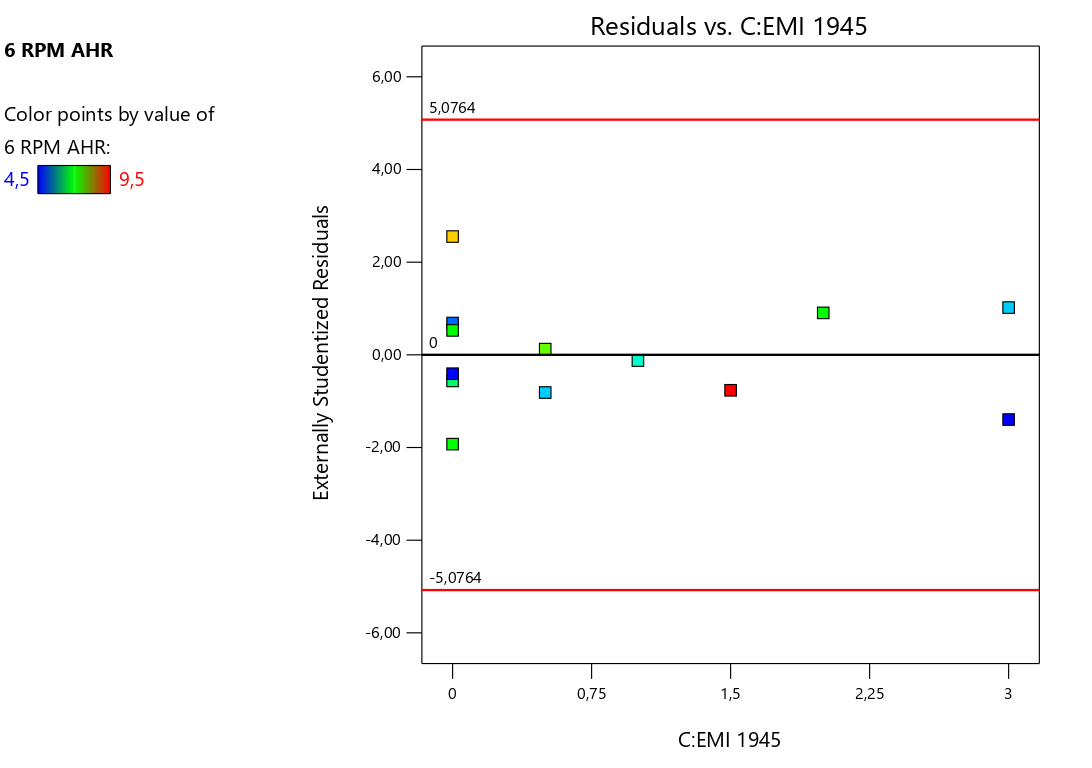 Residuals vs. C:EMI 1945
6 RPM AHR
Color points by value of
6 RPM AHR:
4,5
9,5
Externally Studentized Residuals
6,00
4,00
2,00
0,00
-2,00
-4,00
-6,00
5,0764
0
-5,0764
0
0,75
1,5
2,25
3
C:EMI 1945